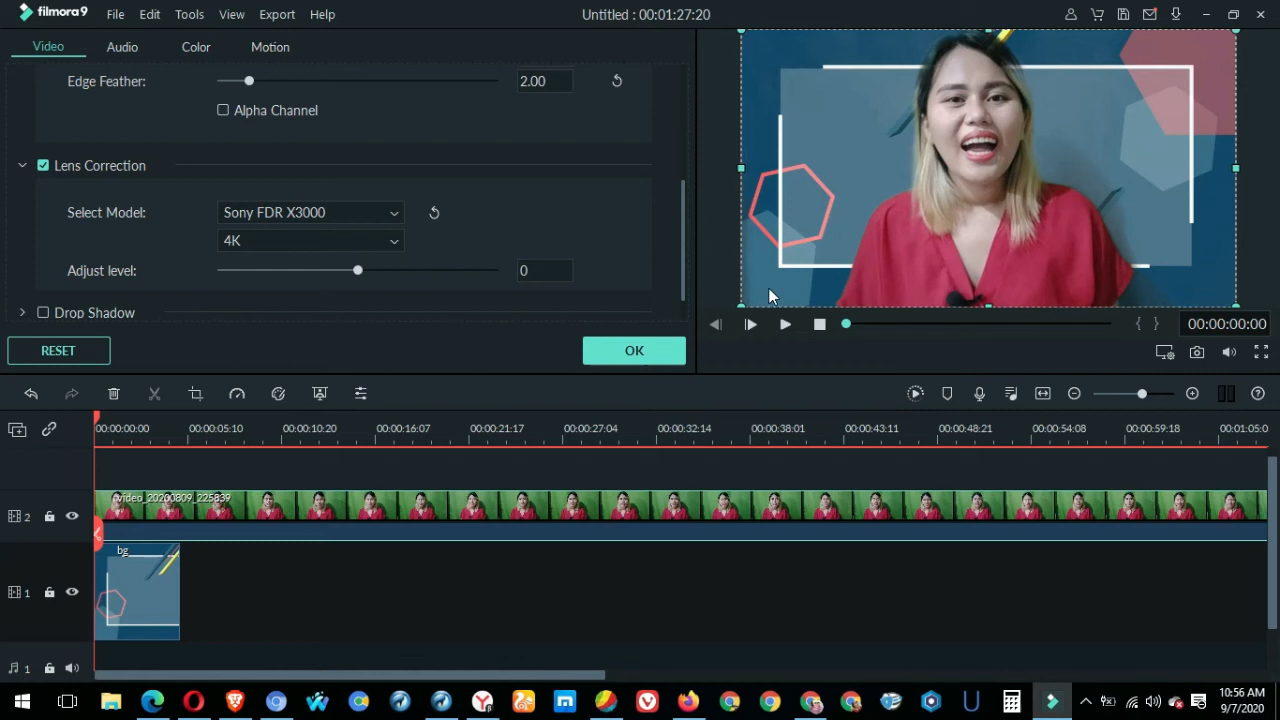 filmora9 File Edit Tools View Export Help Untitled : 00:01:27:20
Video Audio Color Motion
Edge Feather: 2.00
Alpha Channel
Lens Correction
Select Model: Sony FDR X3000
4K
Adjust level: 0
Drop Shadow
RESET OK
00:00:00:00
00:00:00:00 00:00:05:10 00:00:10:20 00:00:16:07 00:00:21:17 00:00:27:04 00:00:32:14 00:00:38:01 00:00:43:11 00:00:48:21 00:00:54:08 00:00:59:18 00:01:05:0
video_20200809_225839
2
bg
1
1
10:56 AM
9/7/2020